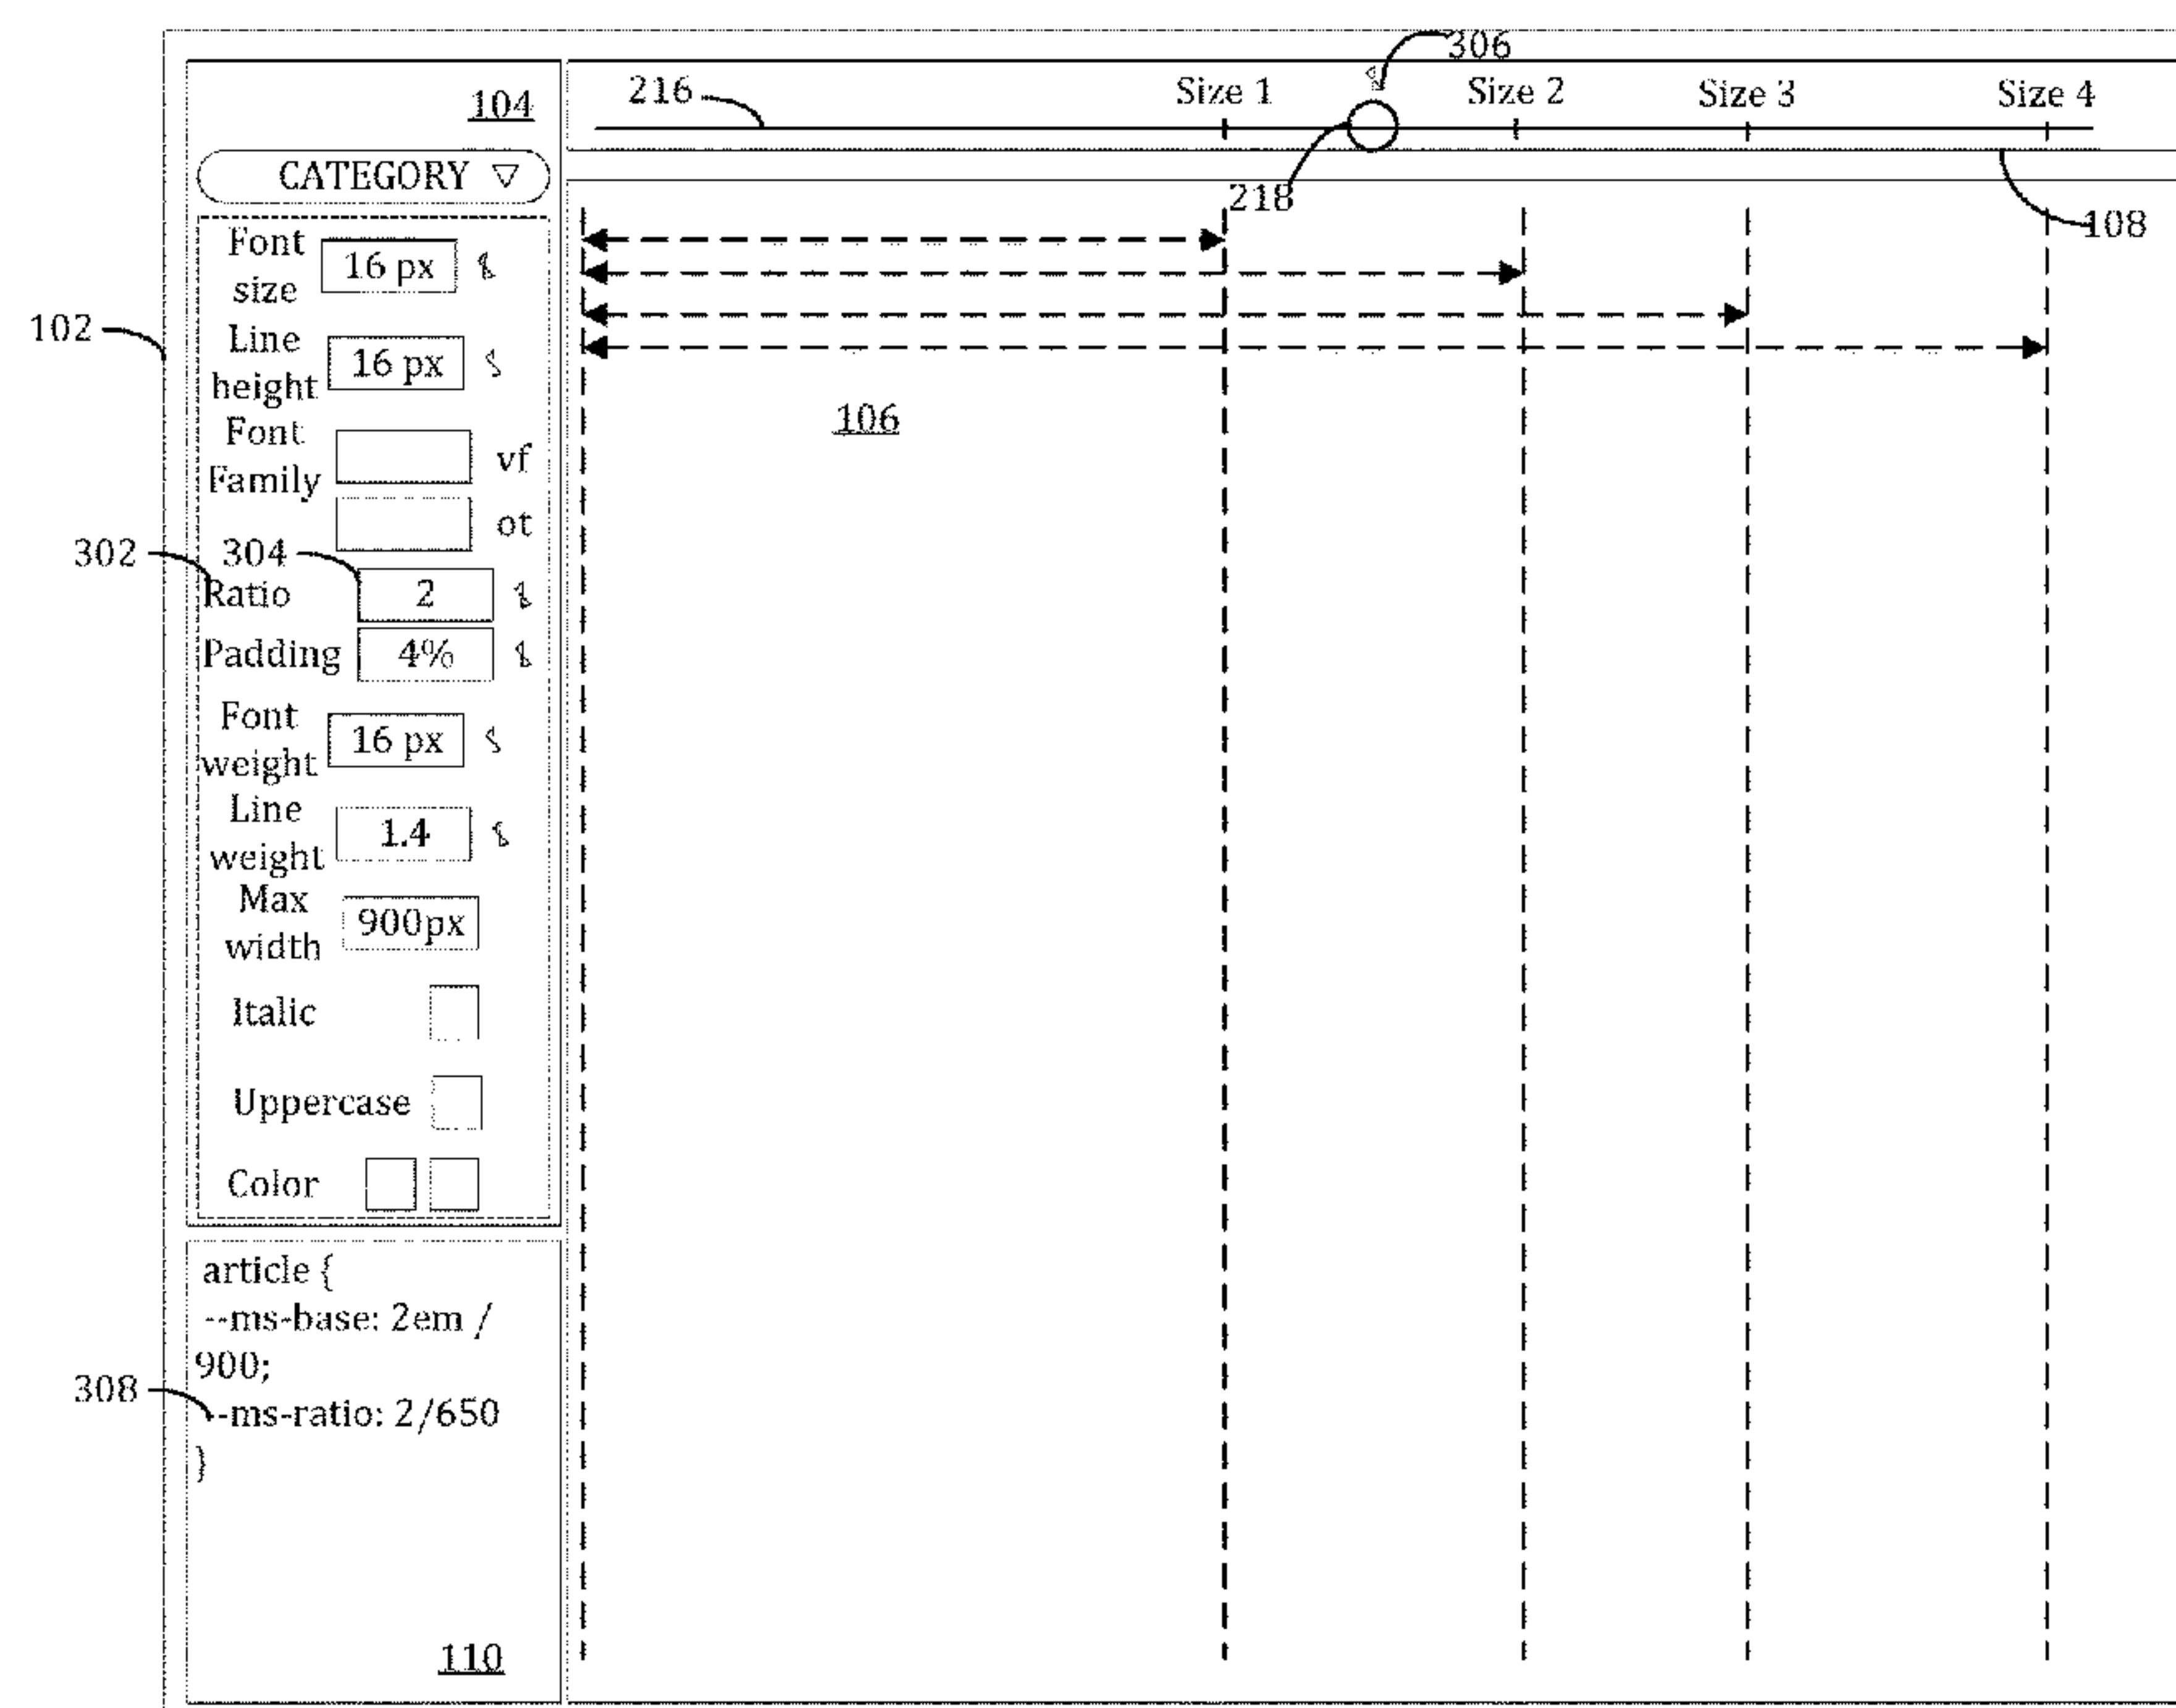 306
216
Size 1
Size 2
Size 3
Size 4
104
CATEGORY
218
108
Font
size
16 px
102
Line
height
16 px
106
Font
Family
vf
ot
302
304
Ratio
2
Padding
4%
Font
weight
16 px
Line
weight
1.4
Max
width
900px
Italic
Uppercase
Color
article {
--ms-base: 2em /
900;
308
--ms-ratio: 2/650
}
110